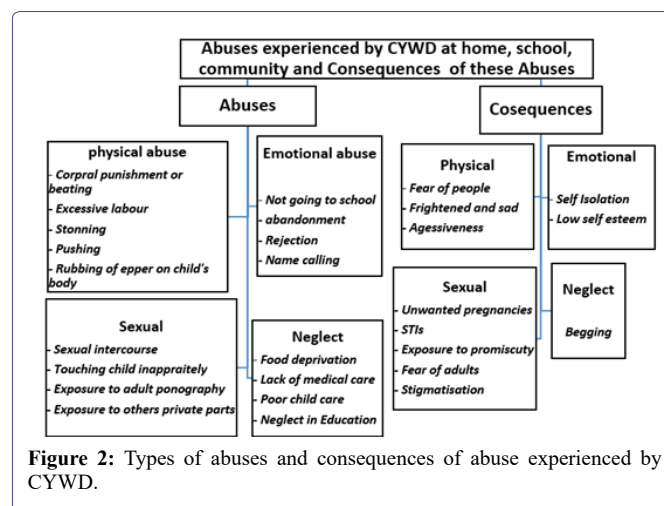 Abuses experienced by CYWD at home, school,
community and Consequences of these Abuses
Abuses
physical abuse
- Corpral punishment or
beating
- Excessive labour
- Stonning
- Pushing
- Rubbing of epper on child's
body
Emotional abuse
- Not going to school
- abandonment
- Rejection
- Name calling
Sexual
- Sexual intercourse
- Touching child inappraitely
- Exposure to adult ponography
- Exposure to others private parts
Neglect
- Food deprivation
- Lack of medical care
- Poor child care
- Neglect in Education
Cosequences
Physical
- Fear of people
- Frightened and sad
- Agessiveness
Emotional
- Self Isolation
- Low self esteem
Sexual
- Unwanted pregnancies
- STIs
- Exposure to promiscuty
- Fear of adults
- Stigmatisation
Neglect
Begging
Figure 2: Types of abuses and consequences of abuse experienced by
CYWD.